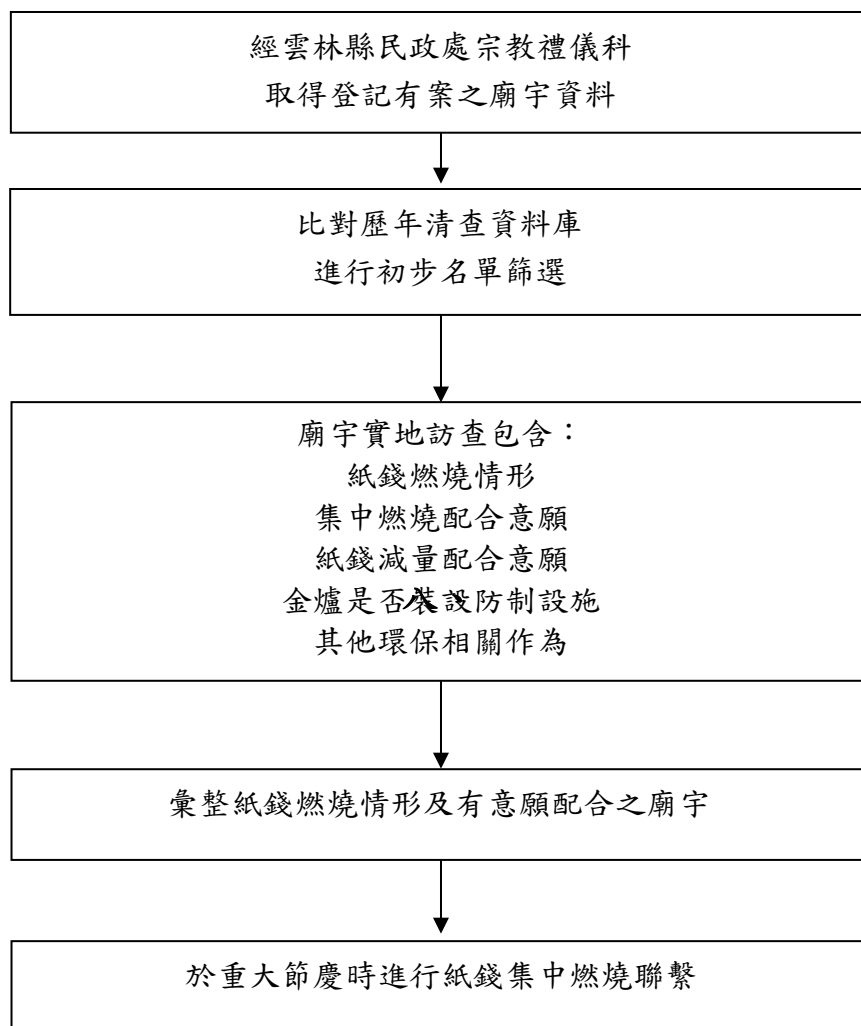 經雲林縣民政處宗教禮儀科
取得登記有案之廟宇資料
比對歷年清查資料庫
進行初步名單篩選
廟宇實地訪查包含：
紙錢燃燒情形
集中燃燒配合意願
紙錢減量配合意願
金爐是否裝設防制設施
其他環保相關作為
彙整紙錢燃燒情形及有意願配合之廟宇
於重大節慶時進行紙錢集中燃燒聯繫